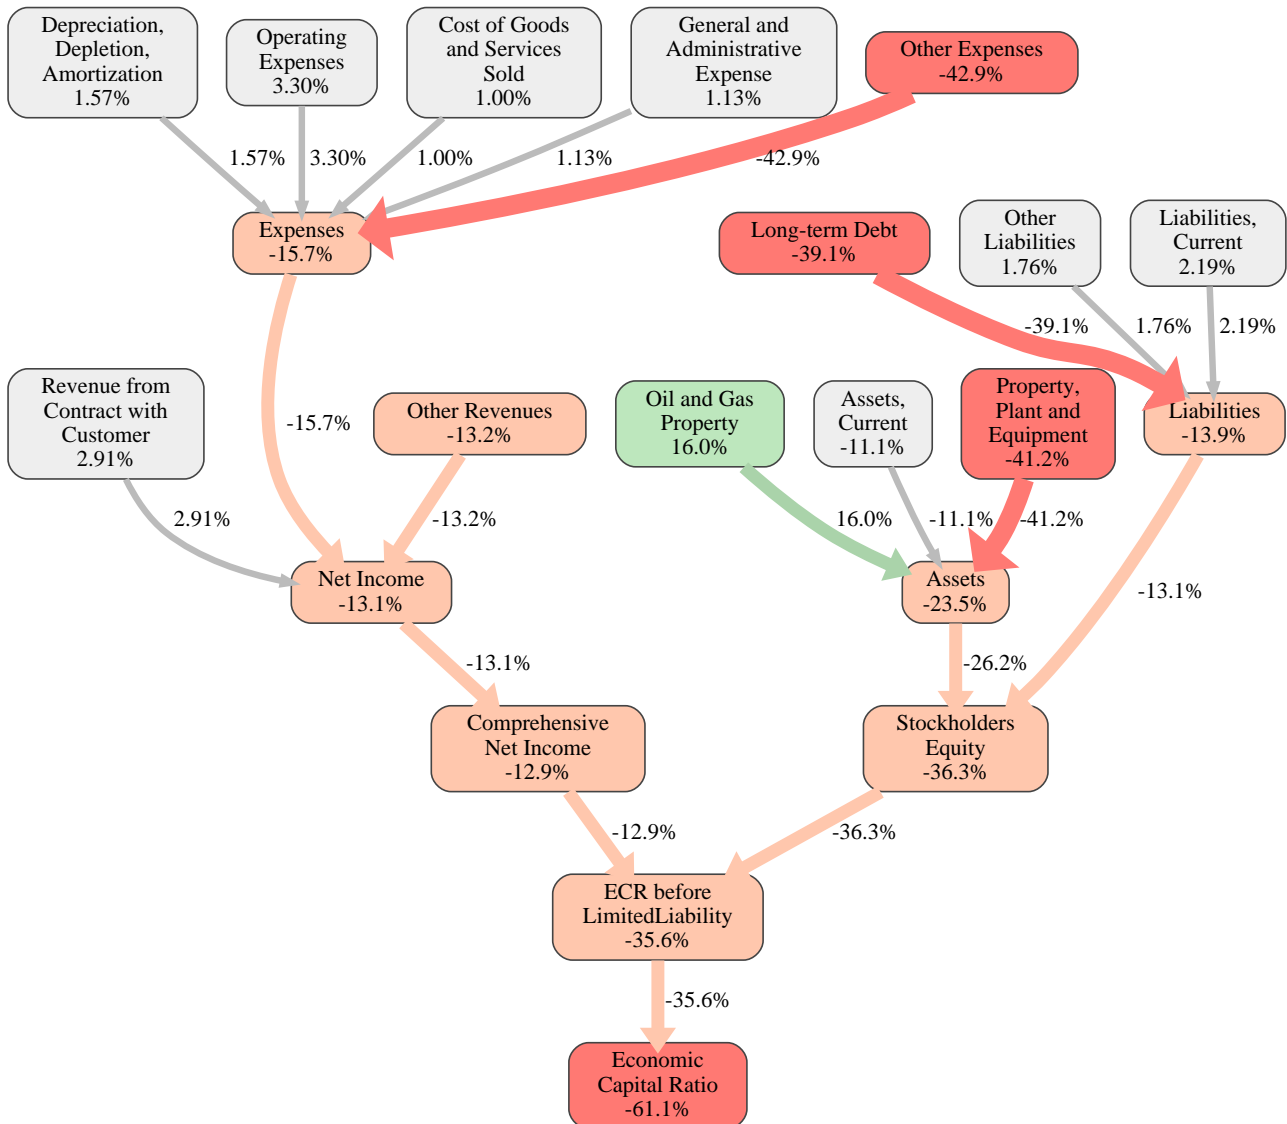 Depreciation,
Depletion,
Amortization
1.57%
Operating
Expenses
3.30%
Cost of Goods
and Services
Sold
1.00%
General and
Administrative
Expense
1.13%
Other Expenses
-42.9%
1.57%
3.30%
1.00%
1.13%
-42.9%
Expenses
-15.7%
Long-term Debt
-39.1%
Other
Liabilities
1.76%
Liabilities,
Current
2.19%
-39.1%
1.76%
2.19%
Revenue from
Contract with
Customer
2.91%
-15.7%
Other Revenues
-13.2%
Oil and Gas
Property
16.0%
Assets,
Current
-11.1%
Property,
Plant and
Equipment
-41.2%
Liabilities
-13.9%
2.91%
-13.2%
16.0%
-11.1%
-41.2%
Net Income
-13.1%
Assets
-23.5%
-13.1%
-13.1%
-26.2%
Comprehensive
Net Income
-12.9%
Stockholders
Equity
-36.3%
-12.9%
-36.3%
ECR before
LimitedLiability
-35.6%
-35.6%
Economic
Capital Ratio
-61.1%